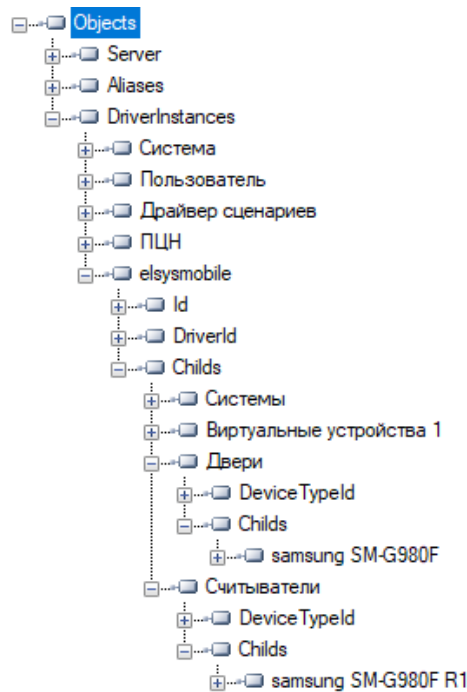 Objects
Server
Aliases
DriverInstances
Система
Пользователь
Драйвер сценариев
ПЦН
elsysmobile
Id
DriverId
Childs
Системы
Виртуальные устройства 1
Двери
DeviceTypeId
Childs
samsung SM-G980F
Считыватели
DeviceTypeId
Childs
samsung SM-G980F R1